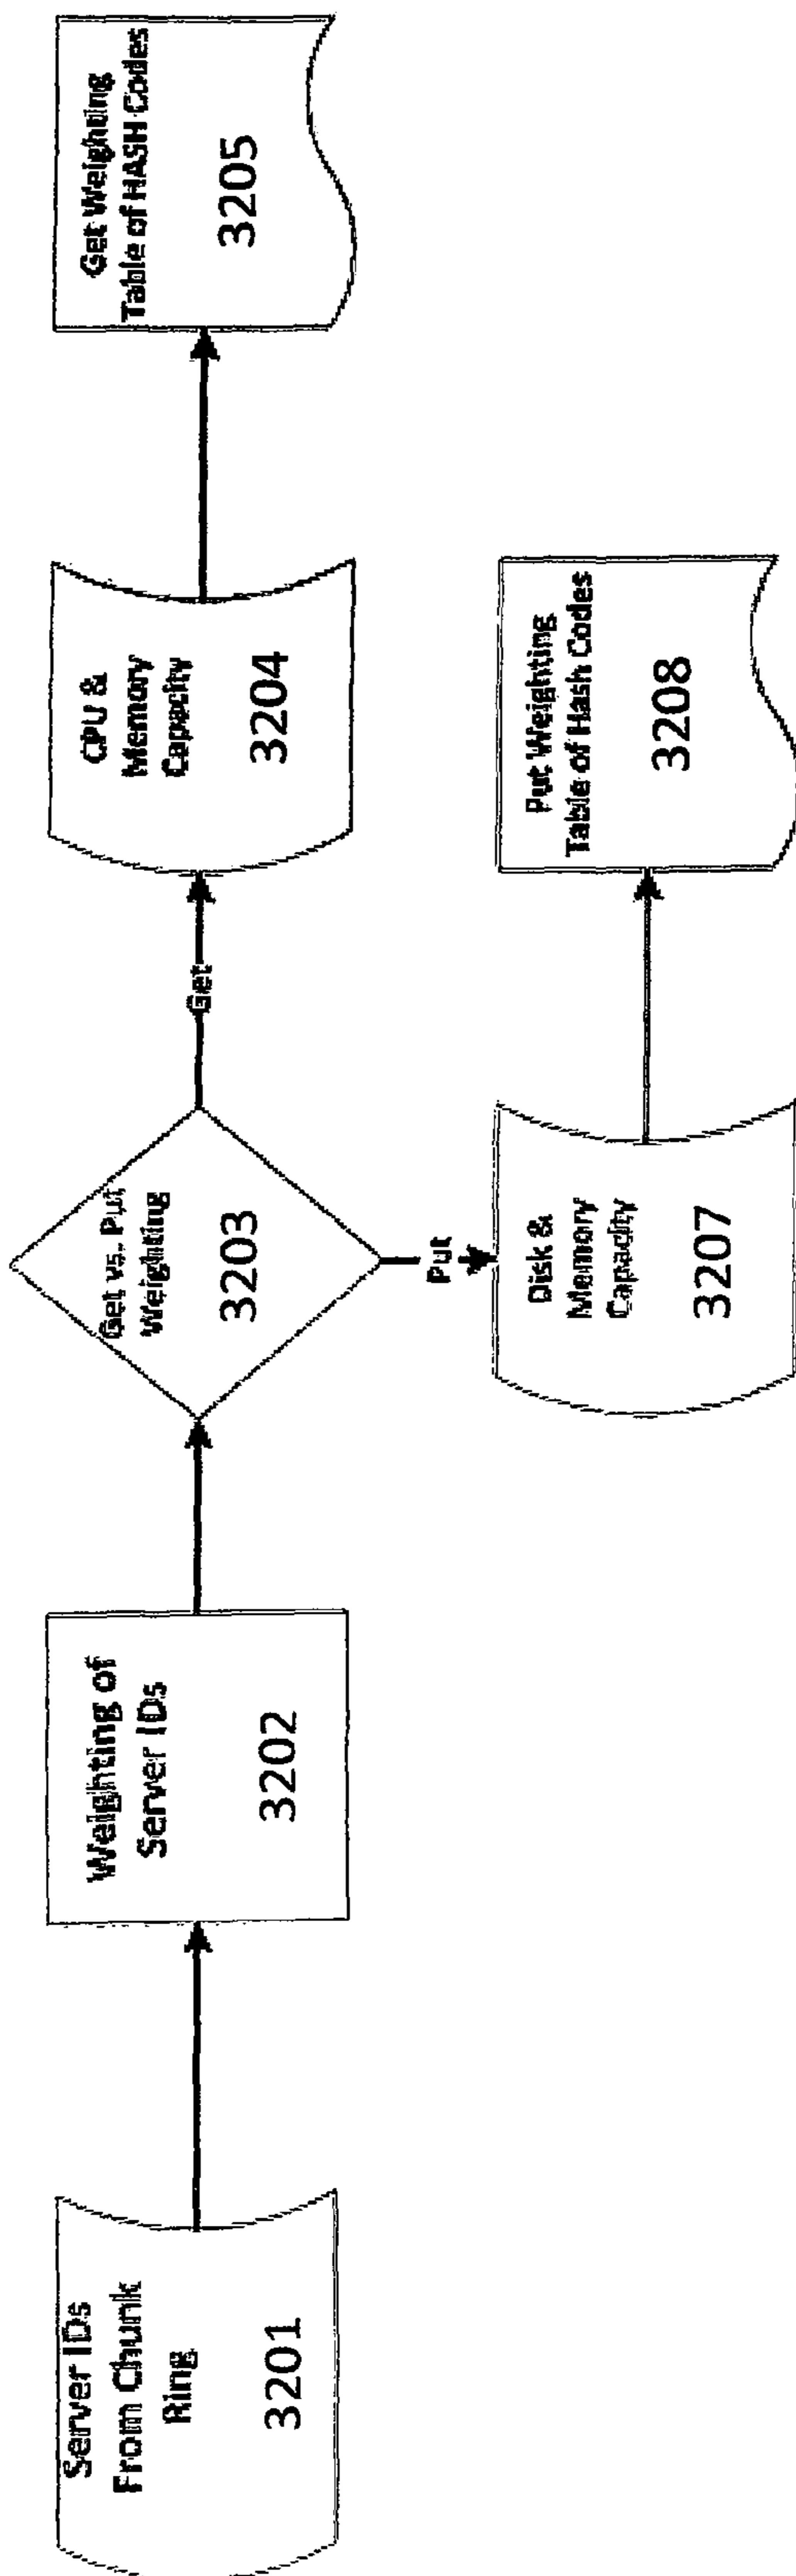 Server IDs
From Chunk
Ring
3201
Weighting of
Server IDs
3202
Get vs. Put
Weighting
3203
Get
CPU &
Memory
Capacity
3204
Get Weighting
Table of HASH Codes
3205
Put
Disk &
Memory
Capacity
3207
Put Weighting
Table of Hash Codes
3208